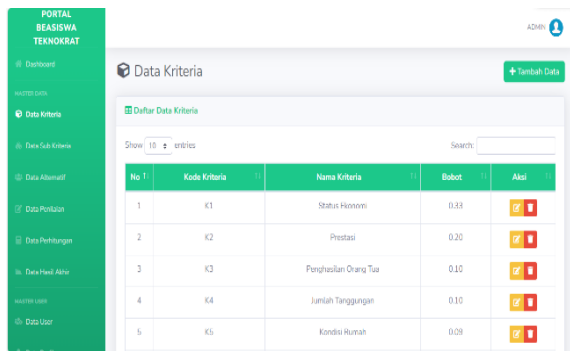 PORTAL
BEASISWA
TEKNOKRAT
Dashboard
MASTER DATA
Data Kriteria
Data Sub Kriteria
Data Alternatif
Data Penilaian
Data Perhitungan
Data Hasil Akhir
MASTER USER
Data User
ADMIN
Data Kriteria
+ Tambah Data
Daftar Data Kriteria
Show 10 entries
Search:
No Kode Kriteria Nama Kriteria Bobot Aksi
1 K1 Status Ekonomi 0.33
2 K2 Prestasi 0.20
3 K3 Penghasilan Orang Tua 0.10
4 K4 Jumlah Tanggungan 0.10
5 K5 Kondisi Rumah 0.08